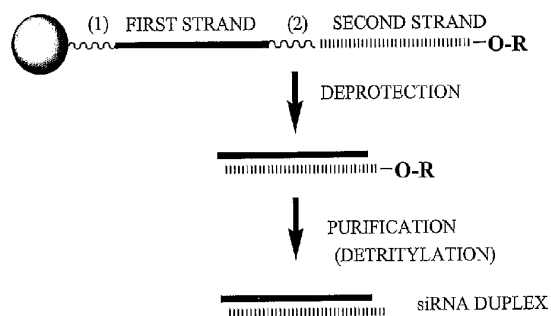 (1) FIRST STRAND (2) SECOND STRAND
O-R
DEPROTECTION
O-R
PURIFICATION
(DETRITYLATION)
siRNA DUPLEX